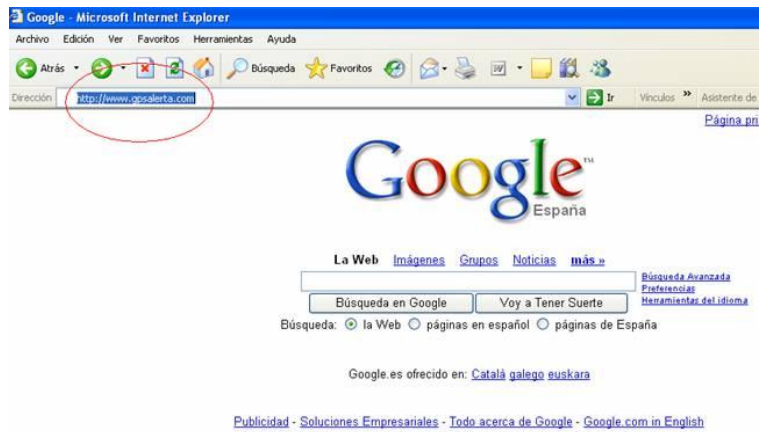 Google - Microsoft Internet Explorer
Archivo Edición Ver Favoritos Herramientas Ayuda
Atrás Búsqueda Favoritos
Dirección http://www.gpsalerta.com Ir Vínculos » Asistente de
Página pri
Google™
España
La Web Imágenes Grupos Noticias más »
Búsqueda Avanzada
Preferencias
Herramientas del idioma
Búsqueda en Google Voy a Tener Suerte
Búsqueda: la Web páginas en español páginas de España
Google.es ofrecido en: Català galego euskara
Publicidad - Soluciones Empresariales - Todo acerca de Google - Google.com in English